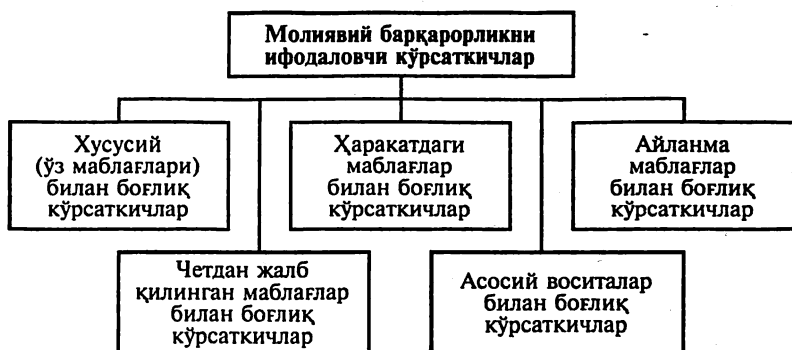 Молиявий барқарорликни
ифодаловчи кўрсаткичлар
Хусусий
(ўз маблағлари)
билан боғлиқ
кўрсаткичлар
Ҳаракатдаги
маблағлар
билан боғлиқ
кўрсаткичлар
Айланма
маблағлар
билан боғлиқ
кўрсаткичлар
Четдан жалб
қилинган маблағлар
билан боғлиқ
кўрсаткичлар
Асосий воситалар
билан боғлиқ
кўрсаткичлар